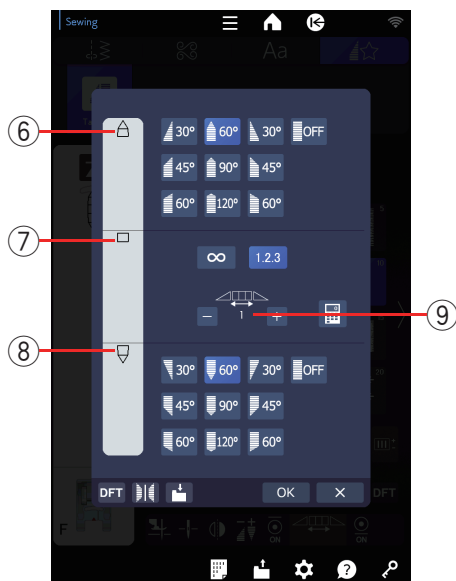 Sewing
Aa
6
30° 60° 30° OFF
45° 90° 45°
60° 120° 60°
7
∞ 1.2.3
− 1 +
9
8
30° 60° 30° OFF
45° 90° 45°
60° 120° 60°
DFT OK × DFT
F ON ON
?